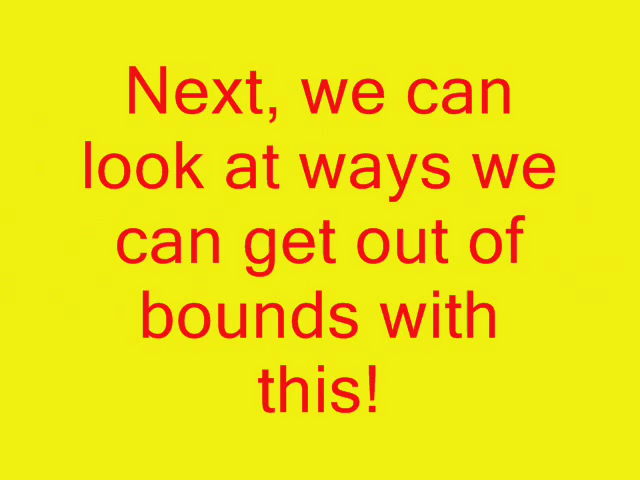 Next, we can
look at ways we
can get out of
bounds with
this!